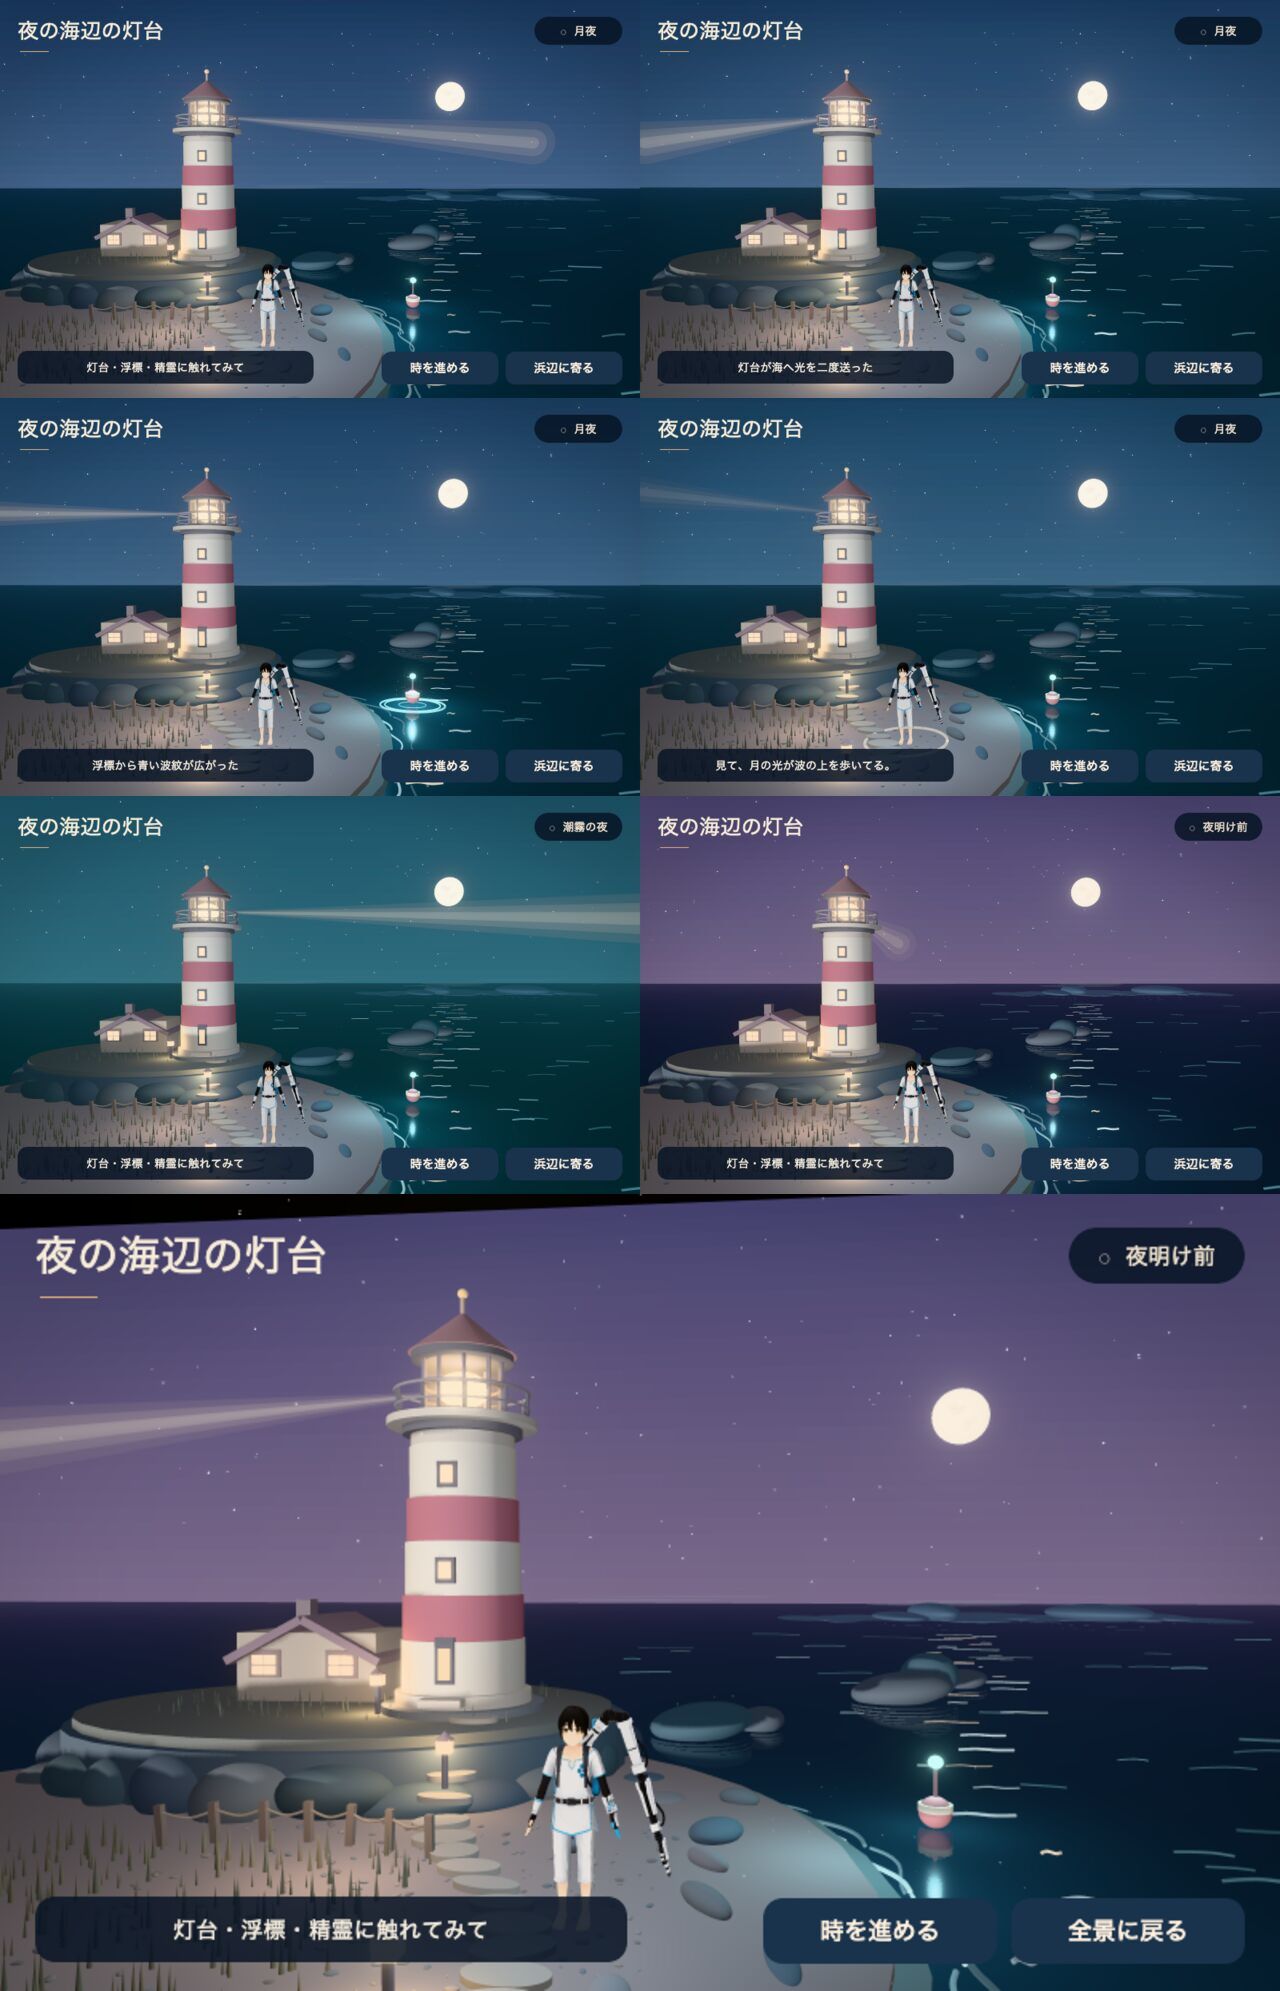 夜の海辺の灯台
○ 月夜
灯台・浮標・精霊に触れてみて
時を進める
浜辺に寄る
夜の海辺の灯台
○ 月夜
灯台が海へ光を二度送った
時を進める
浜辺に寄る
夜の海辺の灯台
○ 月夜
浮標から青い波紋が広がった
時を進める
浜辺に寄る
夜の海辺の灯台
○ 月夜
見て、月の光が波の上を歩いてる。
時を進める
浜辺に寄る
夜の海辺の灯台
○ 潮霧の夜
灯台・浮標・精霊に触れてみて
時を進める
浜辺に寄る
夜の海辺の灯台
○ 夜明け前
灯台・浮標・精霊に触れてみて
時を進める
浜辺に寄る
夜の海辺の灯台
○ 夜明け前
灯台・浮標・精霊に触れてみて
時を進める
全景に戻る